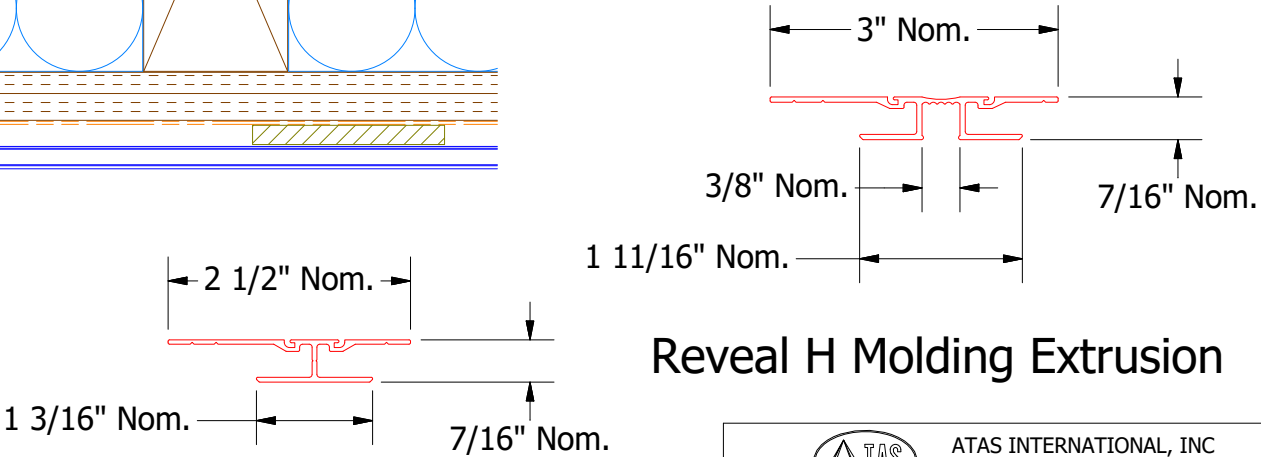 3" Nom.
3/8" Nom.
7/16" Nom.
1 11/16" Nom.
2 1/2" Nom.
Reveal H Molding Extrusion
1 3/16" Nom.
7/16" Nom.
ATAS INTERNATIONAL, INC
TAS